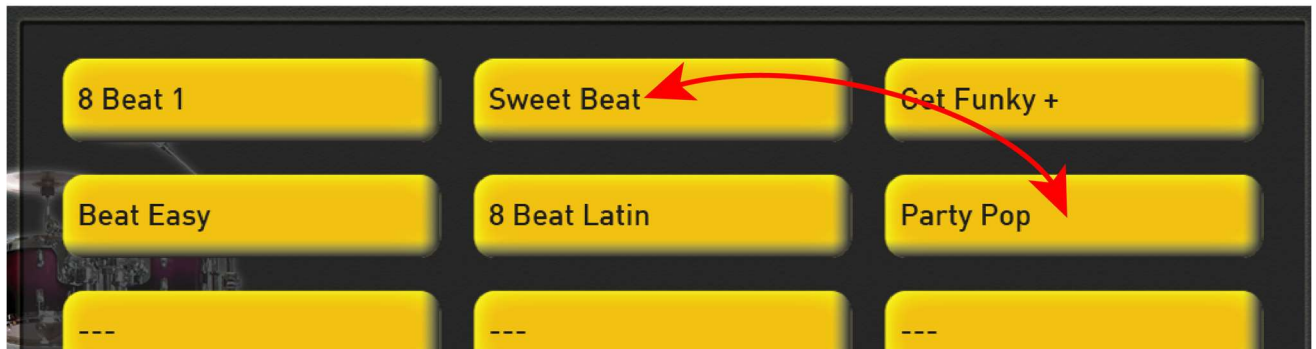 8 Beat 1
Sweet Beat
Get Funky +
Beat Easy
8 Beat Latin
Party Pop
---
---
---